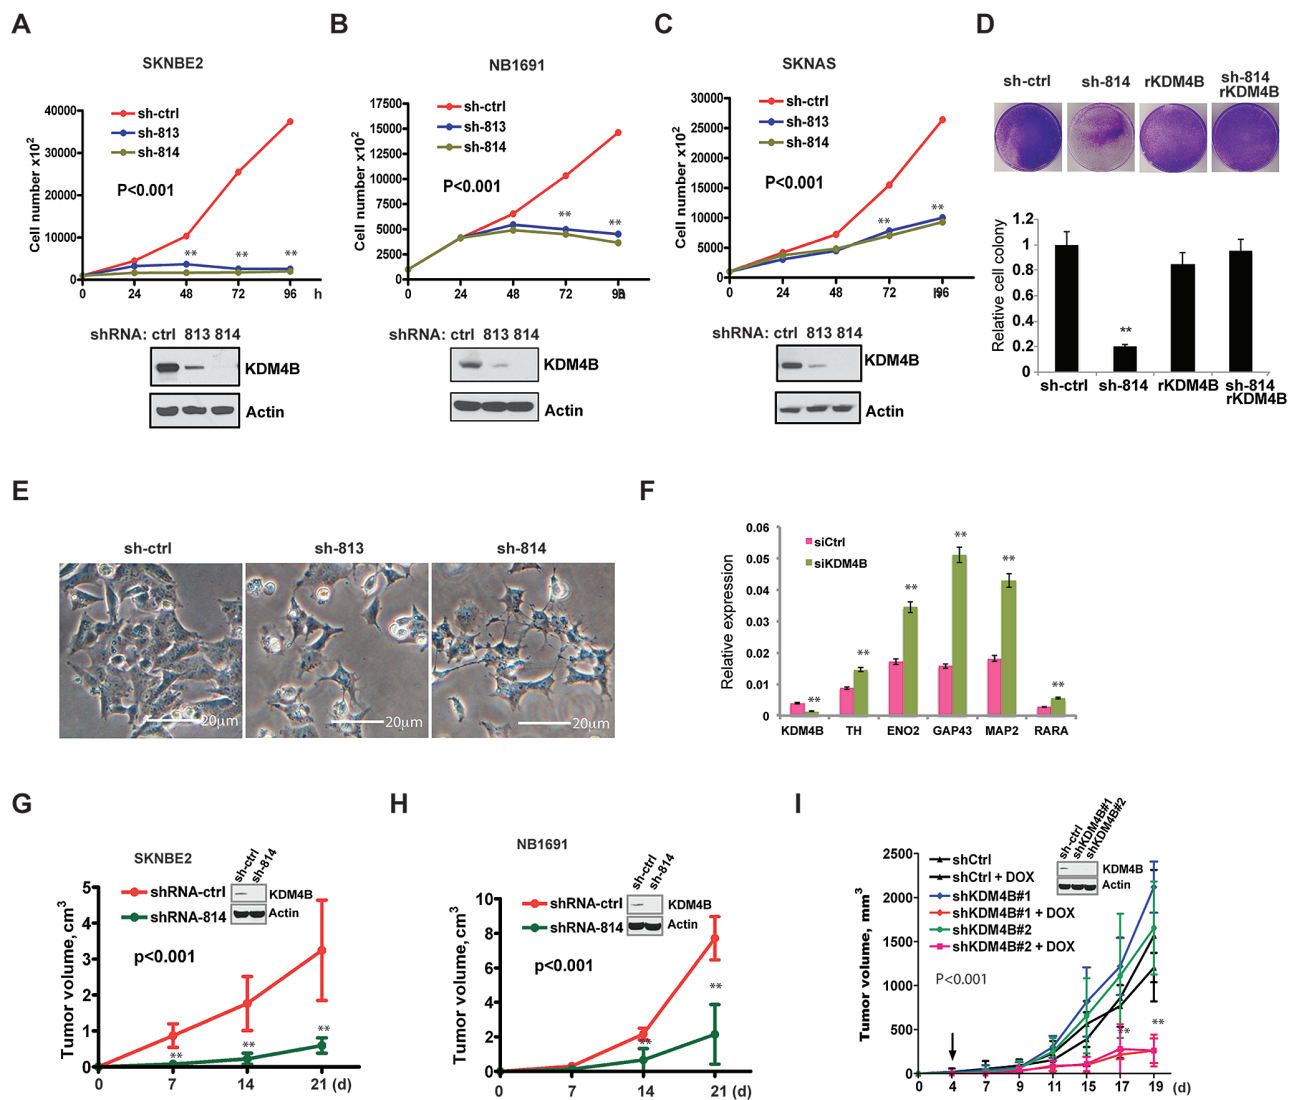 A
SKNBE2
Cell number x10²
40000
30000
20000
10000
0
sh-ctrl
sh-813
sh-814
P<0.001
**
**
**
0 24 48 72 96 h
shRNA: ctrl 813 814
KDM4B
Actin
B
NB1691
Cell number x10²
17500
15000
12500
10000
7500
5000
2500
0
sh-ctrl
sh-813
sh-814
P<0.001
**
**
0 24 48 72
shRNA: ctrl 813 814
KDM4B
Actin
C
SKNAS
Cell number x10²
30000
25000
20000
15000
10000
5000
0
sh-ctrl
sh-813
sh-814
P<0.001
**
**
0 24 48 72 96
shRNA: ctrl 813 814
KDM4B
Actin
D
sh-ctrl sh-814 rKDM4B sh-814
rKDM4B
Relative cell colony
1.2
1
0.8
0.6
0.4
0.2
0
**
sh-ctrl sh-814 rKDM4B sh-814
rKDM4B
E
sh-ctrl sh-813 sh-814
20μm 20μm 20μm
F
Relative expression
0.06
0.05
0.04
0.03
0.02
0.01
0
siCtrl
siKDM4B
**
**
**
**
**
**
KDM4B TH ENO2 GAP43 MAP2 RARA
G
SKNBE2
sh-ctrl
sh-814
KDM4B
Actin
Tumor volume, cm³
5
4
3
2
1
0
shRNA-ctrl
shRNA-814
p<0.001
**
**
**
0 7 14 21 (d)
H
NB1691
sh-ctrl
sh-814
KDM4B
Actin
Tumor volume, cm³
10
8
6
4
2
0
shRNA-ctrl
shRNA-814
p<0.001
**
**
0 7 14 21 (d)
I
sh-ctrl
shKDM4B#1
shKDM4B#2
KDM4B
Actin
Tumor volume, mm³
2500
2000
1500
1000
500
0
shCtrl
shCtrl + DOX
shKDM4B#1
shKDM4B#1 + DOX
shKDM4B#2
shKDM4B#2 + DOX
P<0.001
**
**
0 4 7 9 11 15 17 19 (d)